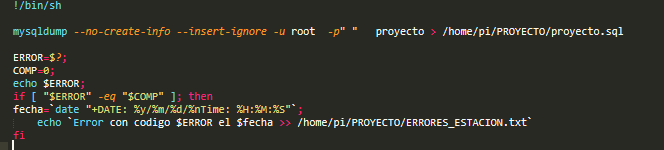 !/bin/sh
mysqldump --no-create-info --insert-ignore -u root  -p" "   proyecto > /home/pi/PROYECTO/proyecto.sql
ERROR=$?;
COMP=0;
echo $ERROR;
if [ "$ERROR" -eq "$COMP" ]; then
fecha=`date "+DATE: %y/%m/%d/%nTime: %H:%M:%S"`;
    echo `Error con codigo $ERROR el $fecha >> /home/pi/PROYECTO/ERRORES_ESTACION.txt`
fi